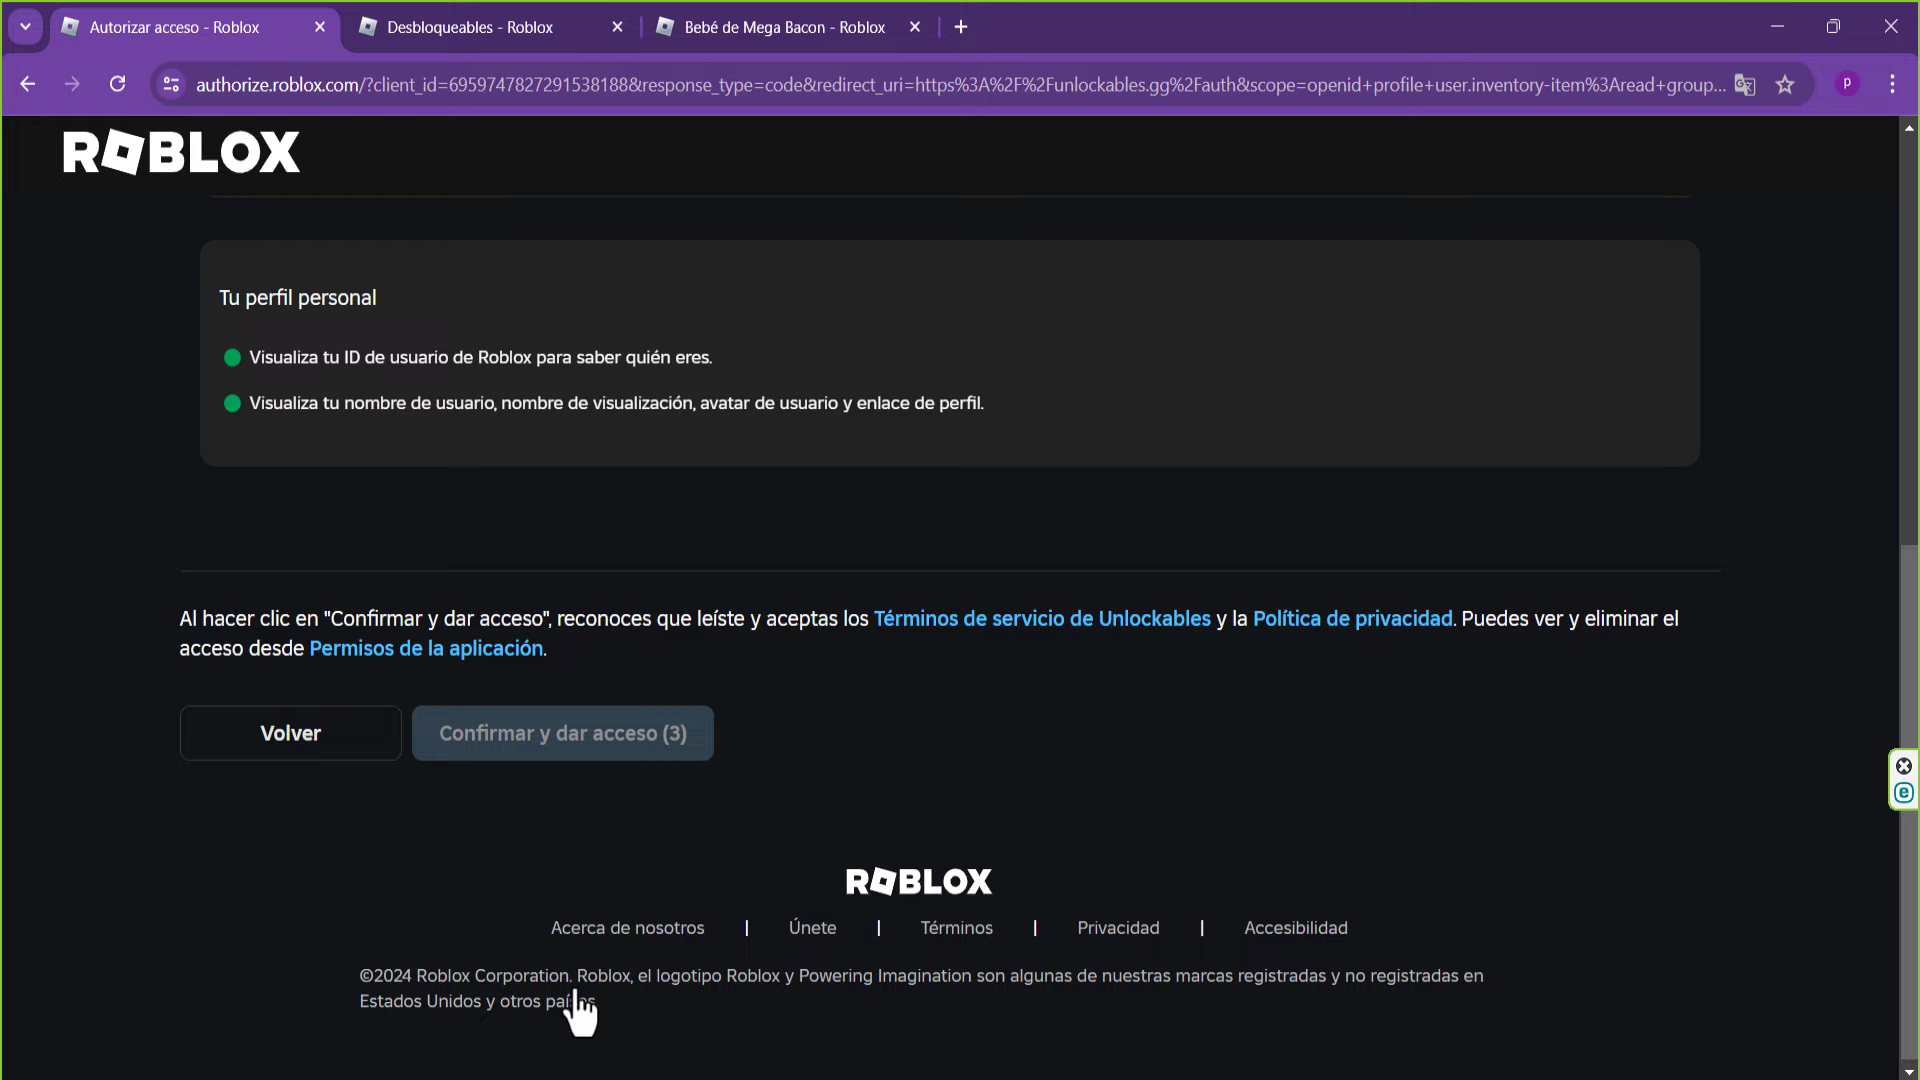 Autorizar acceso - Roblox
Desbloqueables - Roblox
Bebé de Mega Bacon - Roblox
authorize.roblox.com/?client_id=6959747827291538188&response_type=code&redirect_uri=https%3A%2F%2Funlockables.gg%2Fauth&scope=openid+profile+user.inventory-item%3Aread+group...
P
ROBLOX
Tu perfil personal
Visualiza tu ID de usuario de Roblox para saber quién eres.
Visualiza tu nombre de usuario, nombre de visualización, avatar de usuario y enlace de perfil.
Al hacer clic en "Confirmar y dar acceso", reconoces que leíste y aceptas los Términos de servicio de Unlockables y la Política de privacidad. Puedes ver y eliminar el
acceso desde Permisos de la aplicación.
Volver
Confirmar y dar acceso (3)
ROBLOX
Acerca de nosotros | Únete | Términos | Privacidad | Accesibilidad
©2024 Roblox Corporation. Roblox, el logotipo Roblox y Powering Imagination son algunas de nuestras marcas registradas y no registradas en
Estados Unidos y otros países.